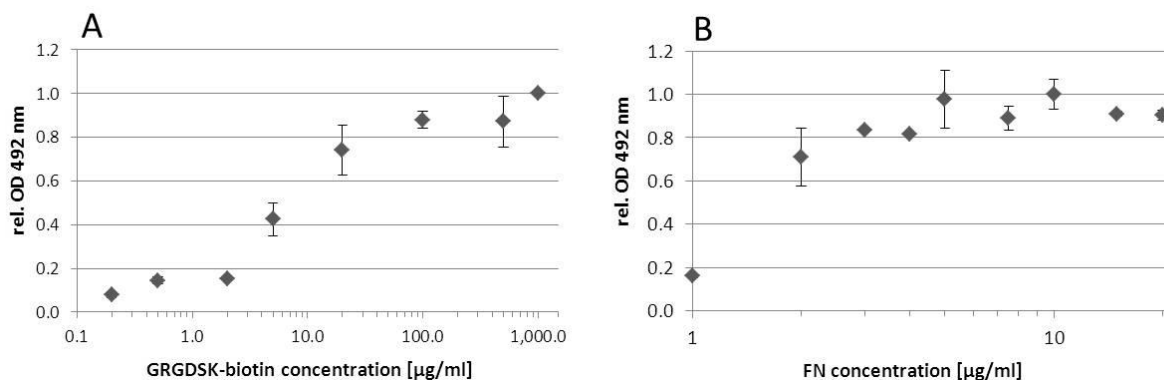 A
1.2
1.0
0.8
0.6
0.4
0.2
0.0
rel. OD 492 nm
0.1 1.0 10.0 100.0 1,000.0
GRGDSK-biotin concentration [µg/ml]
B
1.2
1.0
0.8
0.6
0.4
0.2
0.0
rel. OD 492 nm
1 10
FN concentration [µg/ml]